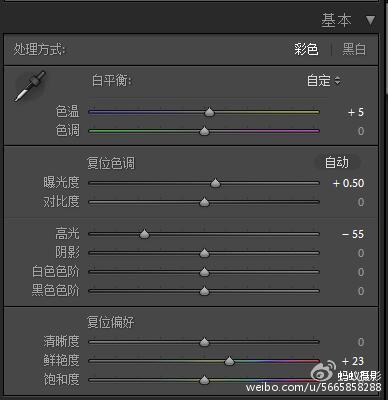 基本
处理方式: 彩色 | 黑白
白平衡: 自定
色温 +5
色调 0
复位色调 自动
曝光度 +0.50
对比度 0
高光 -55
阴影 0
白色色阶 0
黑色色阶 0
复位偏好
清晰度 0
鲜艳度 +23
饱和度 0
蚂蚁摄影
weibo.com/u/5665858288